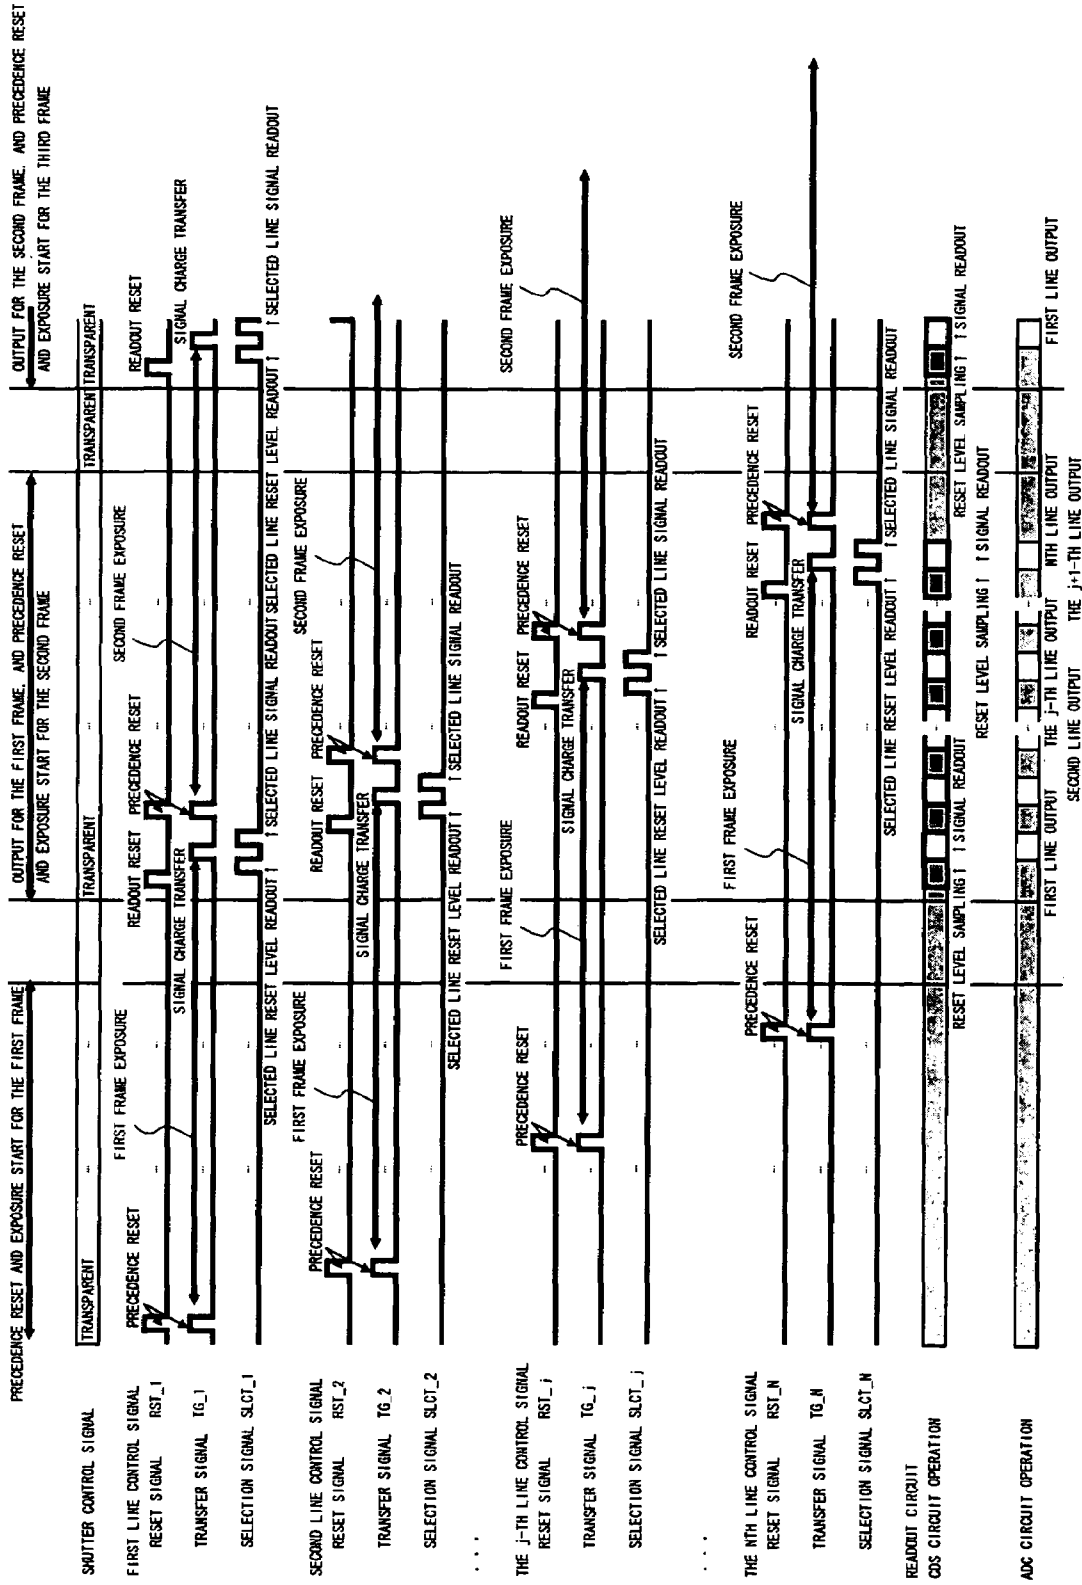 PRECEDENCE RESET AND EXPOSURE START FOR THE FIRST FRAME
OUTPUT FOR THE FIRST FRAME, AND PRECEDENCE RESET
AND EXPOSURE START FOR THE SECOND FRAME
OUTPUT FOR THE SECOND FRAME, AND PRECEDENCE RESET
AND EXPOSURE START FOR THE THIRD FRAME
SHUTTER CONTROL SIGNAL
TRANSPARENT
TRANSPARENT
TRANSPARENT
TRANSPARENT
FIRST LINE CONTROL SIGNAL
RESET SIGNAL RST_1
PRECEDENCE RESET
FIRST FRAME EXPOSURE
READOUT RESET
PRECEDENCE RESET
SECOND FRAME EXPOSURE
READOUT RESET
TRANSFER SIGNAL TG_1
SIGNAL CHARGE TRANSFER
SIGNAL CHARGE TRANSFER
SELECTION SIGNAL SLCT_1
SELECTED LINE RESET LEVEL READOUT ↑
↑ SELECTED LINE SIGNAL READOUT
SELECTED LINE RESET LEVEL READOUT ↑
↑ SELECTED LINE SIGNAL READOUT
SECOND LINE CONTROL SIGNAL
RESET SIGNAL RST_2
PRECEDENCE RESET
FIRST FRAME EXPOSURE
READOUT RESET
PRECEDENCE RESET
SECOND FRAME EXPOSURE
TRANSFER SIGNAL TG_2
SIGNAL CHARGE TRANSFER
SELECTION SIGNAL SLCT_2
SELECTED LINE RESET LEVEL READOUT ↑
↑ SELECTED LINE SIGNAL READOUT
. . . .
THE j-TH LINE CONTROL SIGNAL
RESET SIGNAL RST_j
PRECEDENCE RESET
FIRST FRAME EXPOSURE
READOUT RESET
PRECEDENCE RESET
SECOND FRAME EXPOSURE
TRANSFER SIGNAL TG_j
SIGNAL CHARGE TRANSFER
SELECTION SIGNAL SLCT_j
SELECTED LINE RESET LEVEL READOUT ↑
↑ SELECTED LINE SIGNAL READOUT
. . . .
THE NTH LINE CONTROL SIGNAL
RESET SIGNAL RST_N
PRECEDENCE RESET
FIRST FRAME EXPOSURE
READOUT RESET
PRECEDENCE RESET
SECOND FRAME EXPOSURE
TRANSFER SIGNAL TG_N
SIGNAL CHARGE TRANSFER
SELECTION SIGNAL SLCT_N
SELECTED LINE RESET LEVEL READOUT ↑
↑ SELECTED LINE SIGNAL READOUT
READOUT CIRCUIT
CDS CIRCUIT OPERATION
RESET LEVEL SAMPLING ↑
↑ SIGNAL READOUT
RESET LEVEL SAMPLING ↑
↑ SIGNAL READOUT
RESET LEVEL SAMPLING ↑
↑ SIGNAL READOUT
ADC CIRCUIT OPERATION
FIRST LINE OUTPUT
THE j-TH LINE OUTPUT
NTH LINE OUTPUT
FIRST LINE OUTPUT
SECOND LINE OUTPUT
THE j+1-TH LINE OUTPUT